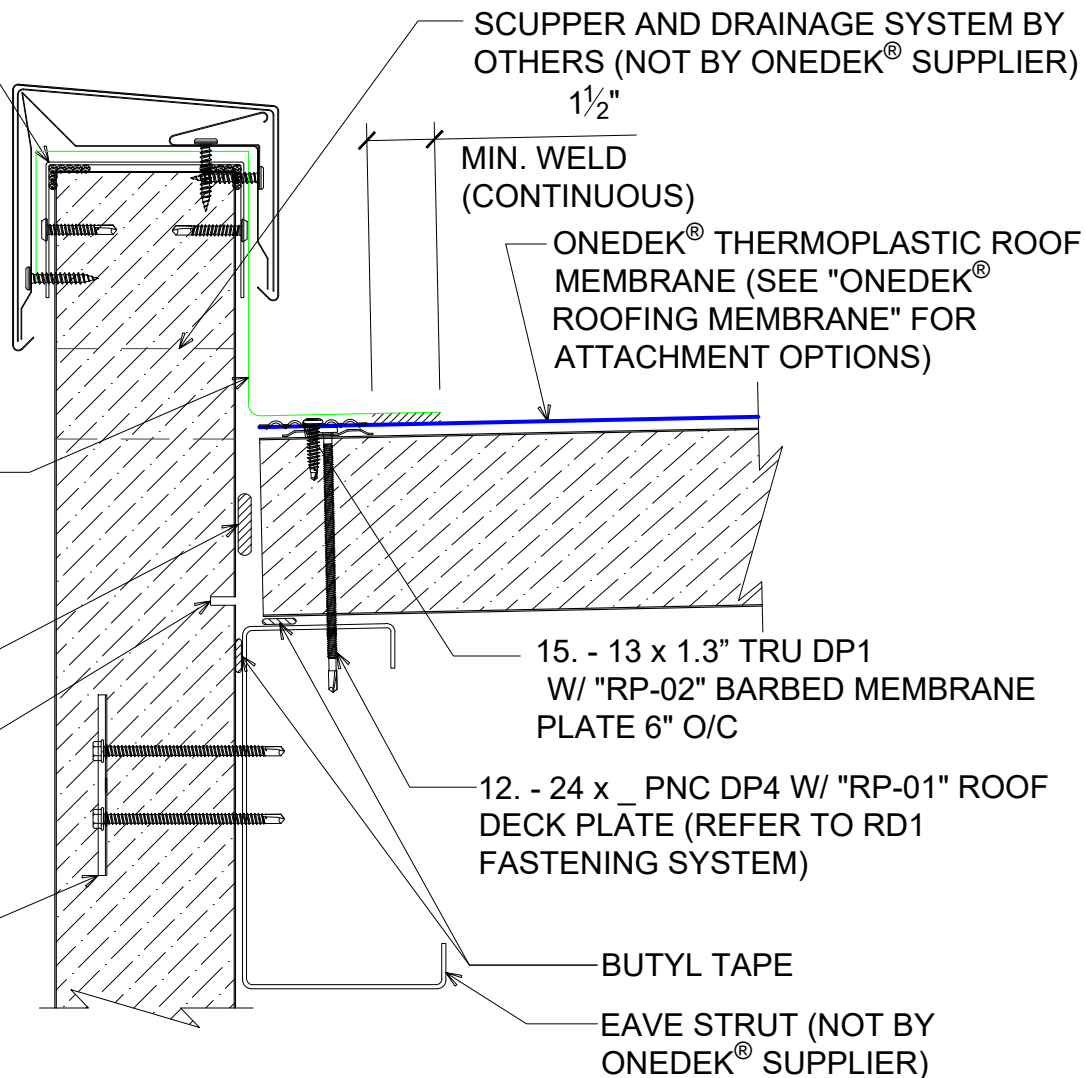 SCUPPER AND DRAINAGE SYSTEM BY
OTHERS (NOT BY ONEDEK® SUPPLIER)
1½"
MIN. WELD
(CONTINUOUS)
ONEDEK® THERMOPLASTIC ROOF
MEMBRANE (SEE "ONEDEK®
ROOFING MEMBRANE" FOR
ATTACHMENT OPTIONS)
15. - 13 x 1.3” TRU DP1
W/ "RP-02" BARBED MEMBRANE
PLATE 6" O/C
12. - 24 x _ PNC DP4 W/ "RP-01" ROOF
DECK PLATE (REFER TO RD1
FASTENING SYSTEM)
BUTYL TAPE
EAVE STRUT (NOT BY
ONEDEK® SUPPLIER)